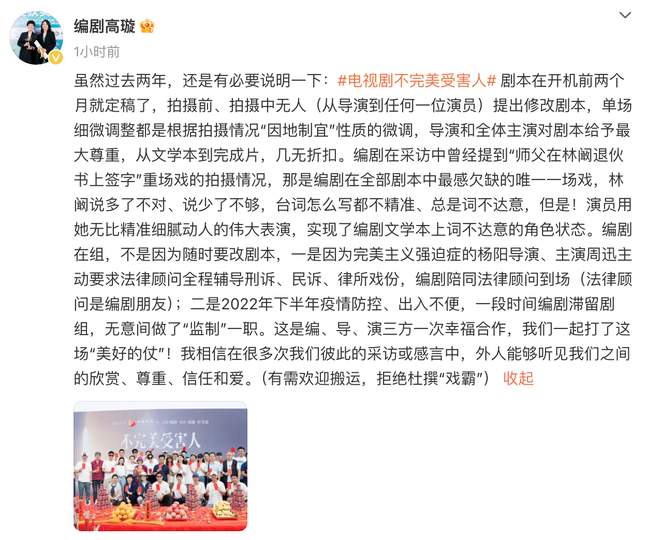 编剧高璇
1小时前
虽然过去两年，还是有必要说明一下：#电视剧不完美受害人# 剧本在开机前两个
月就定稿了，拍摄前、拍摄中无人（从导演到任何一位演员）提出修改剧本，单场
细微调整都是根据拍摄情况“因地制宜”性质的微调，导演和全体主演对剧本给予最
大尊重，从文学本到完成片，几无折扣。编剧在采访中曾经提到“师父在林阚退伙
书上签字”重场戏的拍摄情况，那是编剧在全部剧本中最感欠缺的唯一一场戏，林
阚说多了不对、说少了不够，台词怎么写都不精准、总是词不达意，但是！演员用
她无比精准细腻动人的伟大表演，实现了编剧文学本上词不达意的角色状态。编剧
在组，不是因为随时要改剧本，一是因为完美主义强迫症的杨阳导演、主演周迅主
动要求法律顾问全程辅导刑诉、民诉、律所戏份，编剧陪同法律顾问到场（法律顾
问是编剧朋友）；二是2022年下半年疫情防控、出入不便，一段时间编剧滞留剧
组，无意间做了“监制”一职。这是编、导、演三方一次幸福合作，我们一起打了这
场“美好的仗”！我相信在很多次我们彼此的采访或感言中，外人能够听见我们之间
的欣赏、尊重、信任和爱。（有需欢迎搬运，拒绝杜撰“戏霸”） 收起
不完美受害人